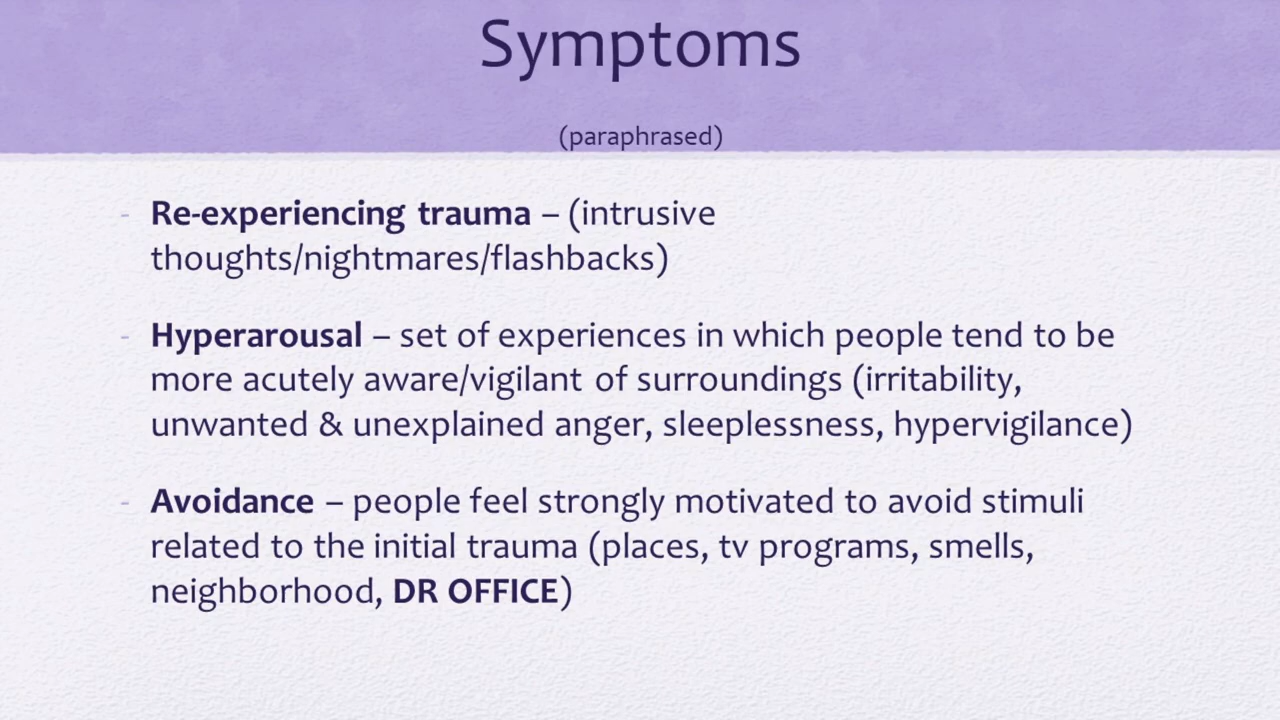 Symptoms
(paraphrased)
- Re-experiencing trauma – (intrusive
thoughts/nightmares/flashbacks)
- Hyperarousal – set of experiences in which people tend to be
more acutely aware/vigilant of surroundings (irritability,
unwanted & unexplained anger, sleeplessness, hypervigilance)
- Avoidance – people feel strongly motivated to avoid stimuli
related to the initial trauma (places, tv programs, smells,
neighborhood, DR OFFICE)